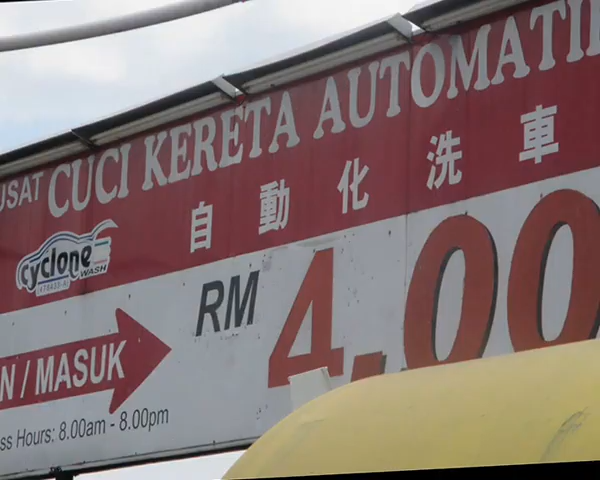 USAT CUCI KERETA AUTOMATI
自動化洗車
cyclone
WASH
RM 4.00
N / MASUK
ss Hours: 8.00am - 8.00pm